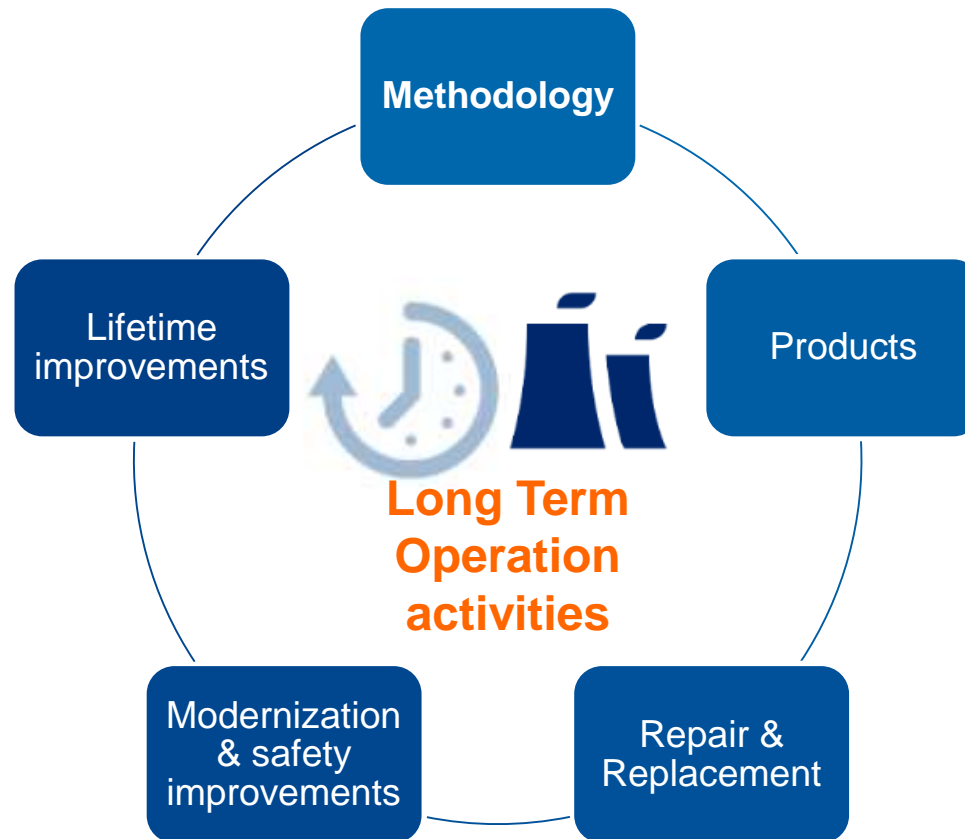 Methodology
Lifetime
improvements
Products
Long Term
Operation
activities
Modernization
& safety
improvements
Repair &
Replacement